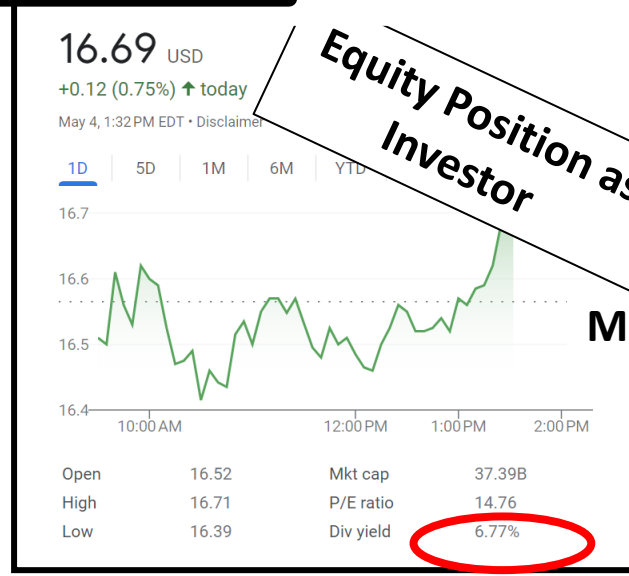 16.69 USD
+0.12 (0.75%) ↑ today
May 4, 1:32 PM EDT • Disclaimer
Equity Position as
Investor
1D 5D 1M 6M YTD
16.7
16.6
16.5
16.4
M
10:00 AM 12:00 PM 1:00 PM 2:00 PM
Open 16.52 Mkt cap 37.39B
High 16.71 P/E ratio 14.76
Low 16.39 Div yield 6.77%